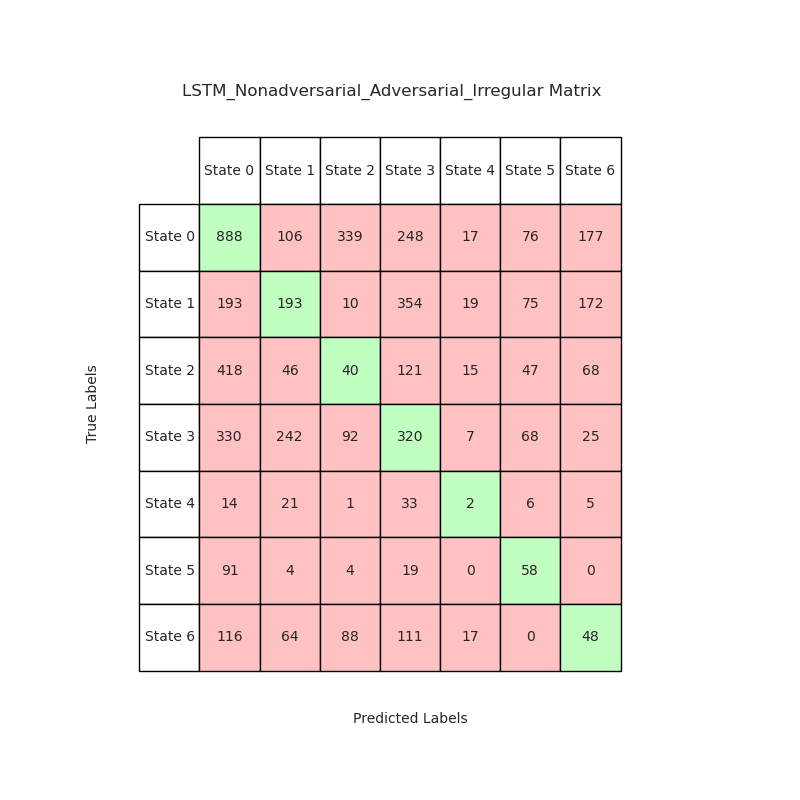 LSTM_Nonadversarial_Adversarial_Irregular Matrix
State 0 State 1 State 2 State 3 State 4 State 5 State 6
State 0 888 106 339 248 17 76 177
State 1 193 193 10 354 19 75 172
State 2 418 46 40 121 15 47 68
State 3 330 242 92 320 7 68 25
State 4 14 21 1 33 2 6 5
State 5 91 4 4 19 0 58 0
State 6 116 64 88 111 17 0 48
True Labels
Predicted Labels